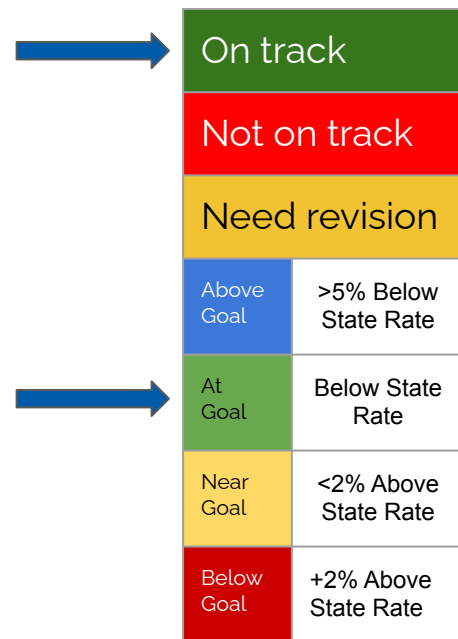 On track
Not on track
Need revision
Above
Goal
>5% Below
State Rate
At
Goal
Below State
Rate
Near
Goal
<2% Above
State Rate
Below
Goal
+2% Above
State Rate